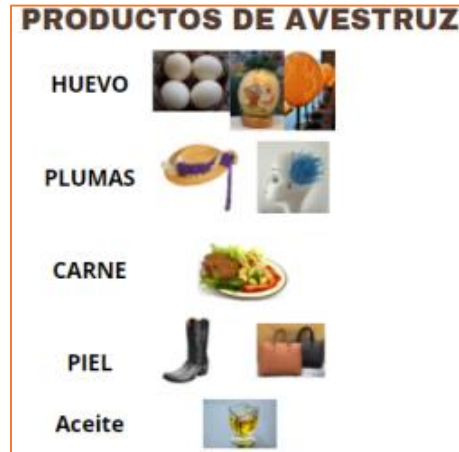 PRODUCTOS DE AVESTRUZ
HUEVO
PLUMAS
CARNE
PIEL
Aceite